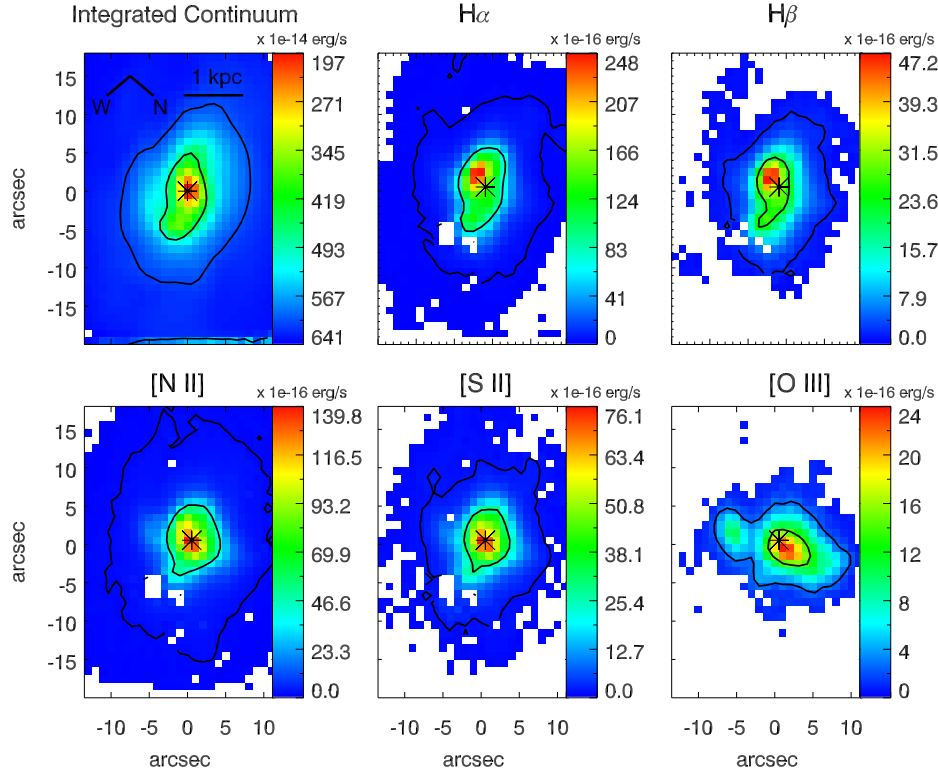 Integrated Continuum
Hα
Hβ
x 1e-14 erg/s
x 1e-16 erg/s
x 1e-16 erg/s
15
10
5
0
-5
-10
-15
arcsec
W
N
1 kpc
197
271
345
419
493
567
641
248
207
166
124
83
41
0
47.2
39.3
31.5
23.6
15.7
7.9
0.0
[N II]
[S II]
[O III]
x 1e-16 erg/s
x 1e-16 erg/s
x 1e-16 erg/s
15
10
5
0
-5
-10
-15
arcsec
139.8
116.5
93.2
69.9
46.6
23.3
0.0
76.1
63.4
50.8
38.1
25.4
12.7
0.0
24
20
16
12
8
4
0
-10 -5 0 5 10
-10 -5 0 5 10
-10 -5 0 5 10
arcsec
arcsec
arcsec